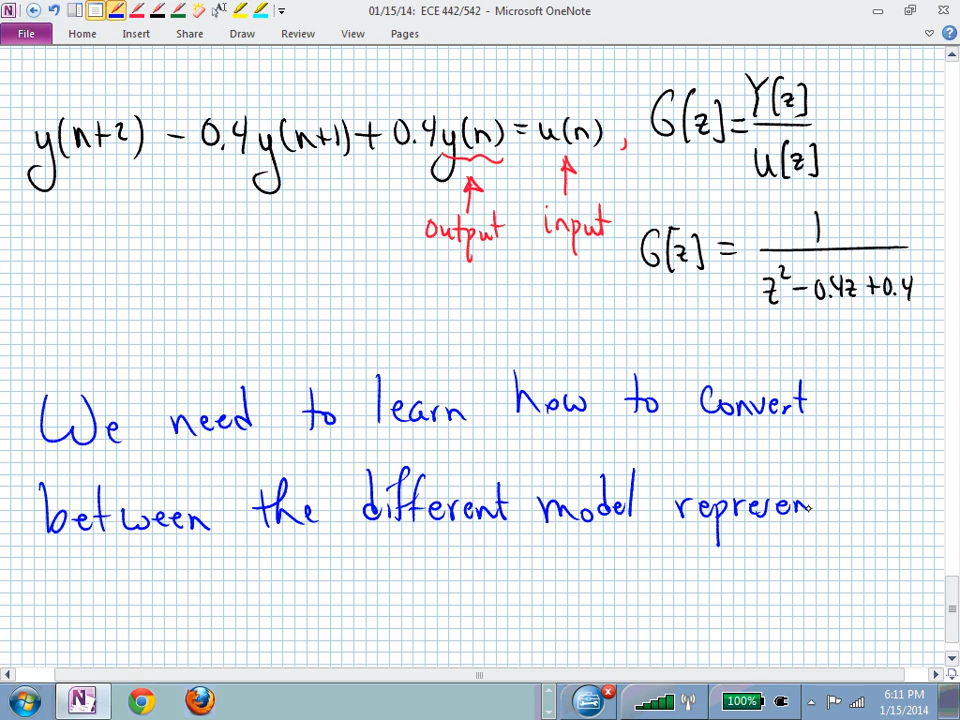 01/15/14: ECE 442/542 - Microsoft OneNote
File Home Insert Share Draw Review View Pages
y(n+2) - 0.4y(n+1) + 0.4y(n) = u(n), G[z] = Y[z] / U[z]
output input
G[z] = 1 / z² - 0.4z + 0.4
We need to learn how to convert
between the different model represen
100% 6:11 PM
1/15/2014